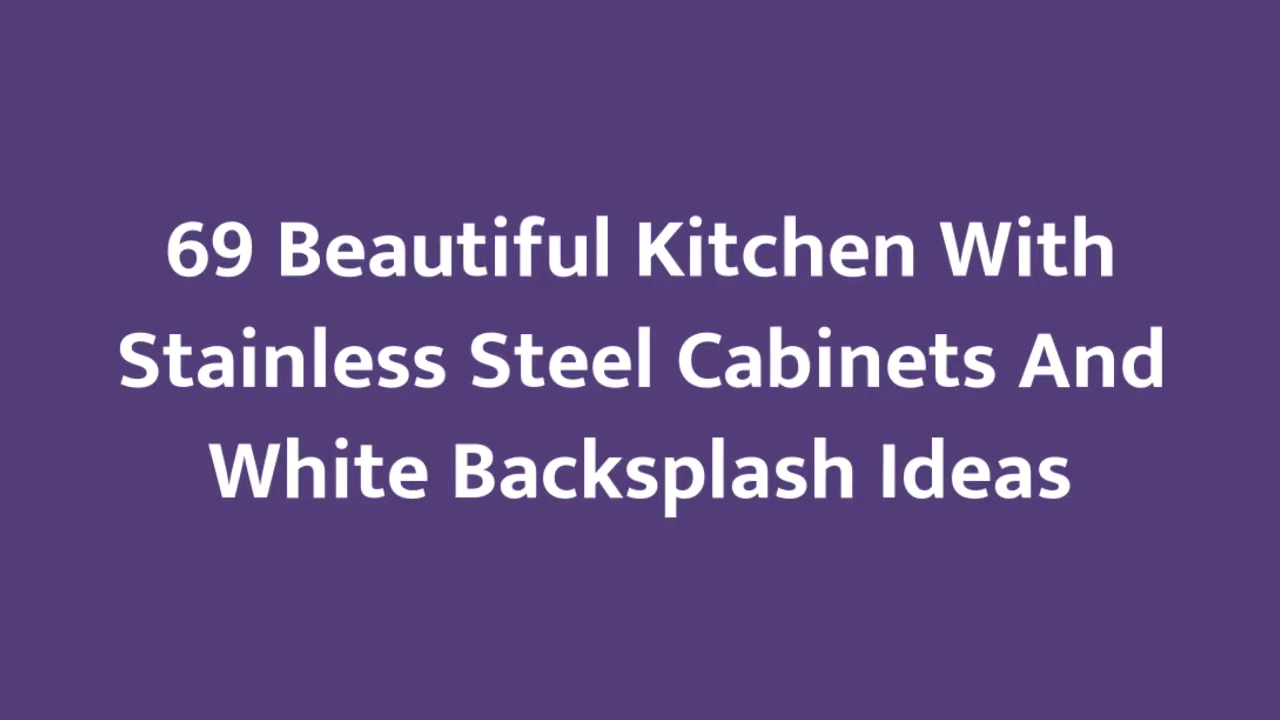 69 Beautiful Kitchen With
Stainless Steel Cabinets And
White Backsplash Ideas